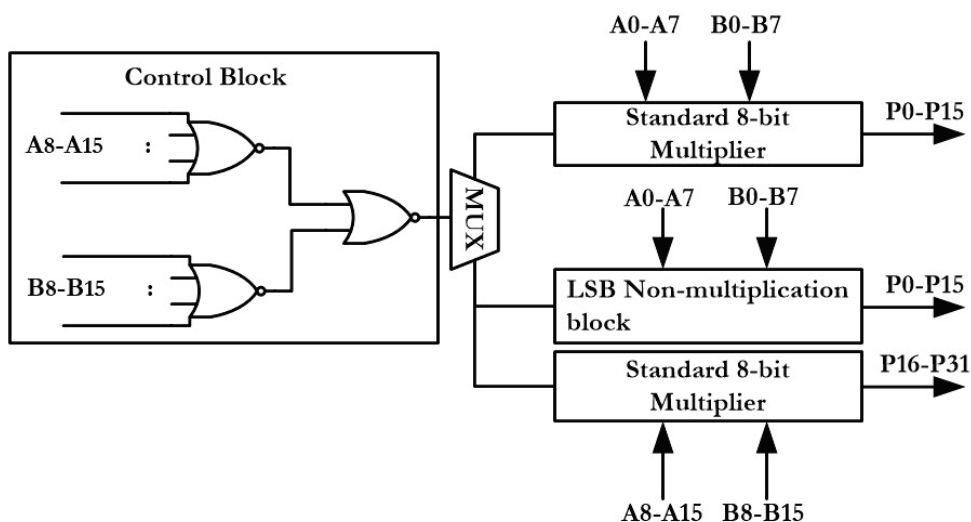 A0-A7 B0-B7
Control Block
A8-A15 :
B8-B15 :
MUX
Standard 8-bit
Multiplier
P0-P15
A0-A7 B0-B7
LSB Non-multiplication
block
P0-P15
Standard 8-bit
Multiplier
P16-P31
A8-A15 B8-B15